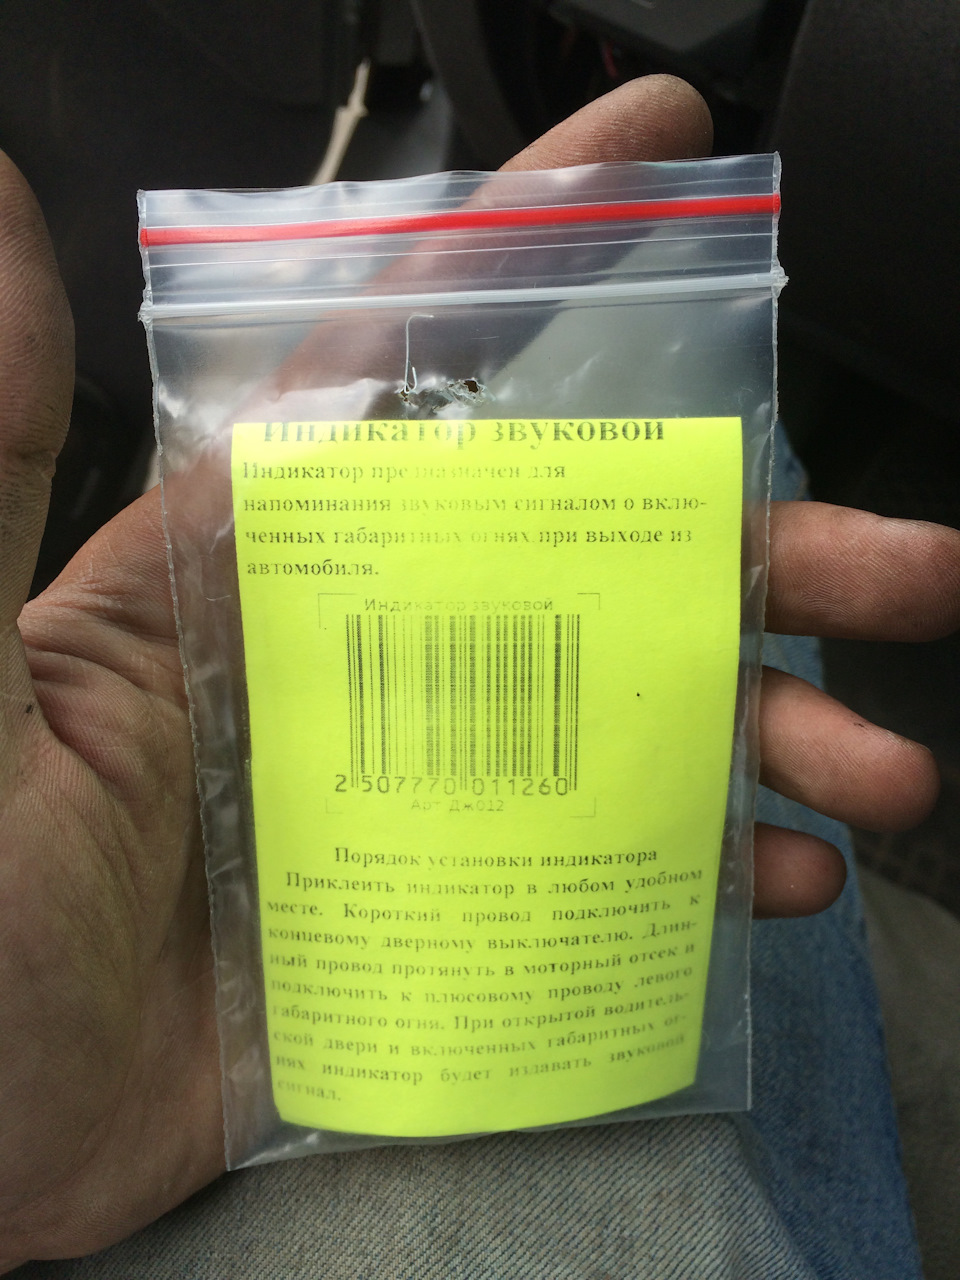 Индикатор звуковой
Индикатор предназначен для
напоминания звуковым сигналом о вклю-
ченных габаритных огнях при выходе из
автомобиля.
Индикатор звуковой
2 507770 011260
Арт Дж012
Порядок установки индикатора
Приклеить индикатор в любом удобном
месте. Короткий провод подключить к
концевому дверному выключателю. Длин-
ный провод протянуть в моторный отсек и
подключить к плюсовому проводу левого
габаритного огня. При открытой водитель-
ской двери и включенных габаритных ог-
нях индикатор будет издавать звуковой
сигнал.